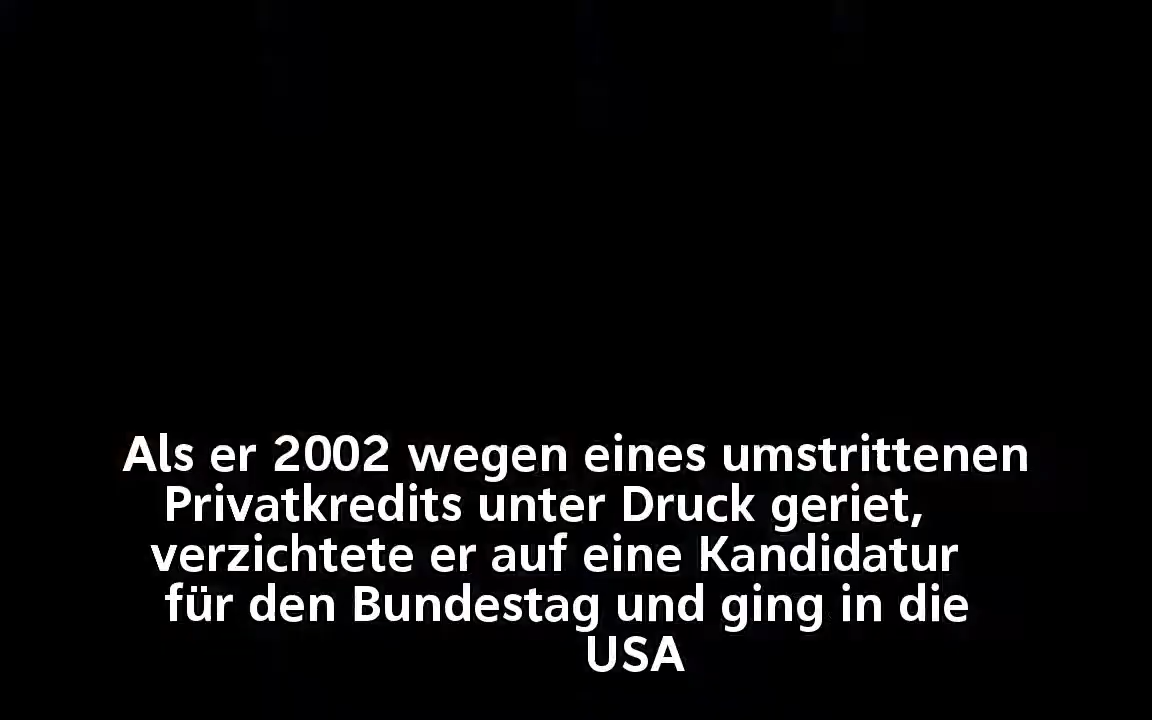 Als er 2002 wegen eines umstrittenen
Privatkredits unter Druck geriet,
verzichtete er auf eine Kandidatur
für den Bundestag und ging in die
USA